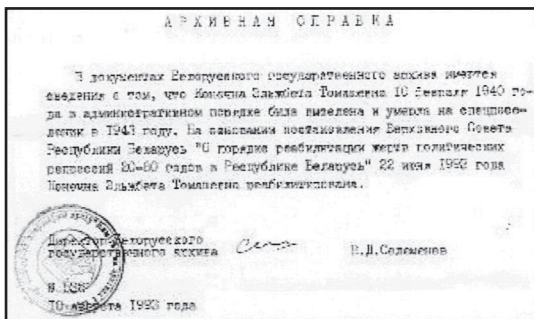 АРХИВНАЯ СПРАВКА
В документах Белорусского государственного архива имеются
сведения о том, что Конечна Эльжбета Томашевна 10 февраля 1940 го-
да в административном порядке была выселена и умерла на спецпосе-
лении в 1943 году. На основании постановления Верховного Совета
Республики Беларусь "О порядке реабилитации жертв политических
репрессий 20-80 годов в Республике Беларусь" 22 июня 1992 года
Конечна Эльжбета Томашевна реабилитирована.
Директор Белорусского
государственного архива В.Д.Селеменев
10 августа 1993 года